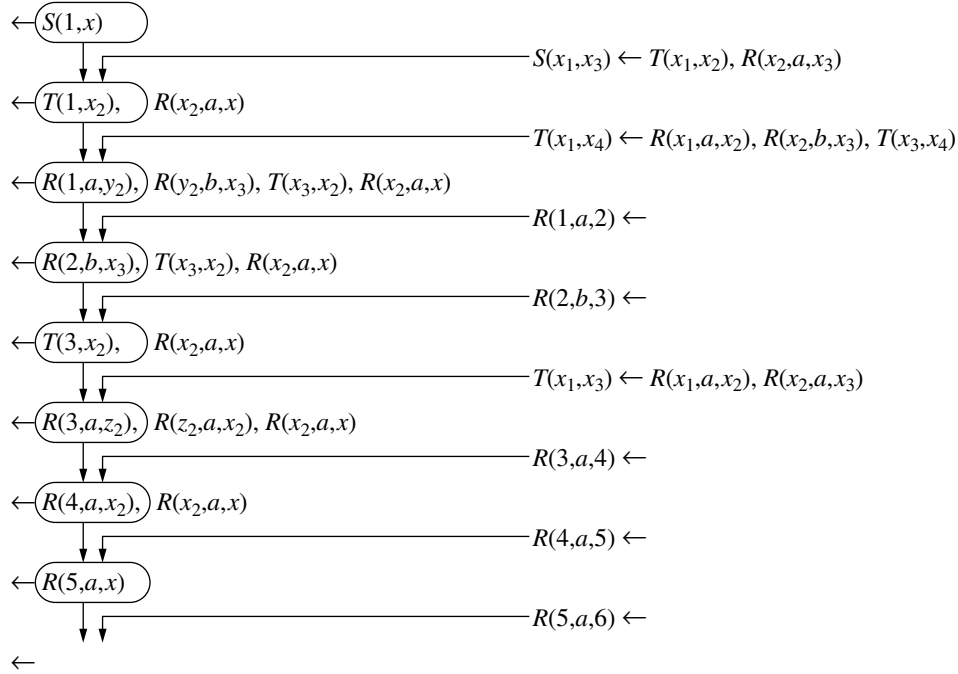 ← S(1,x)
S(x₁,x₃) ← T(x₁,x₂), R(x₂,a,x₃)
← T(1,x₂), R(x₂,a,x)
T(x₁,x₄) ← R(x₁,a,x₂), R(x₂,b,x₃), T(x₃,x₄)
← R(1,a,y₂), R(y₂,b,x₃), T(x₃,x₂), R(x₂,a,x)
R(1,a,2) ←
← R(2,b,x₃), T(x₃,x₂), R(x₂,a,x)
R(2,b,3) ←
← T(3,x₂), R(x₂,a,x)
T(x₁,x₃) ← R(x₁,a,x₂), R(x₂,a,x₃)
← R(3,a,z₂), R(z₂,a,x₂), R(x₂,a,x)
R(3,a,4) ←
← R(4,a,x₂), R(x₂,a,x)
R(4,a,5) ←
← R(5,a,x)
R(5,a,6) ←
←